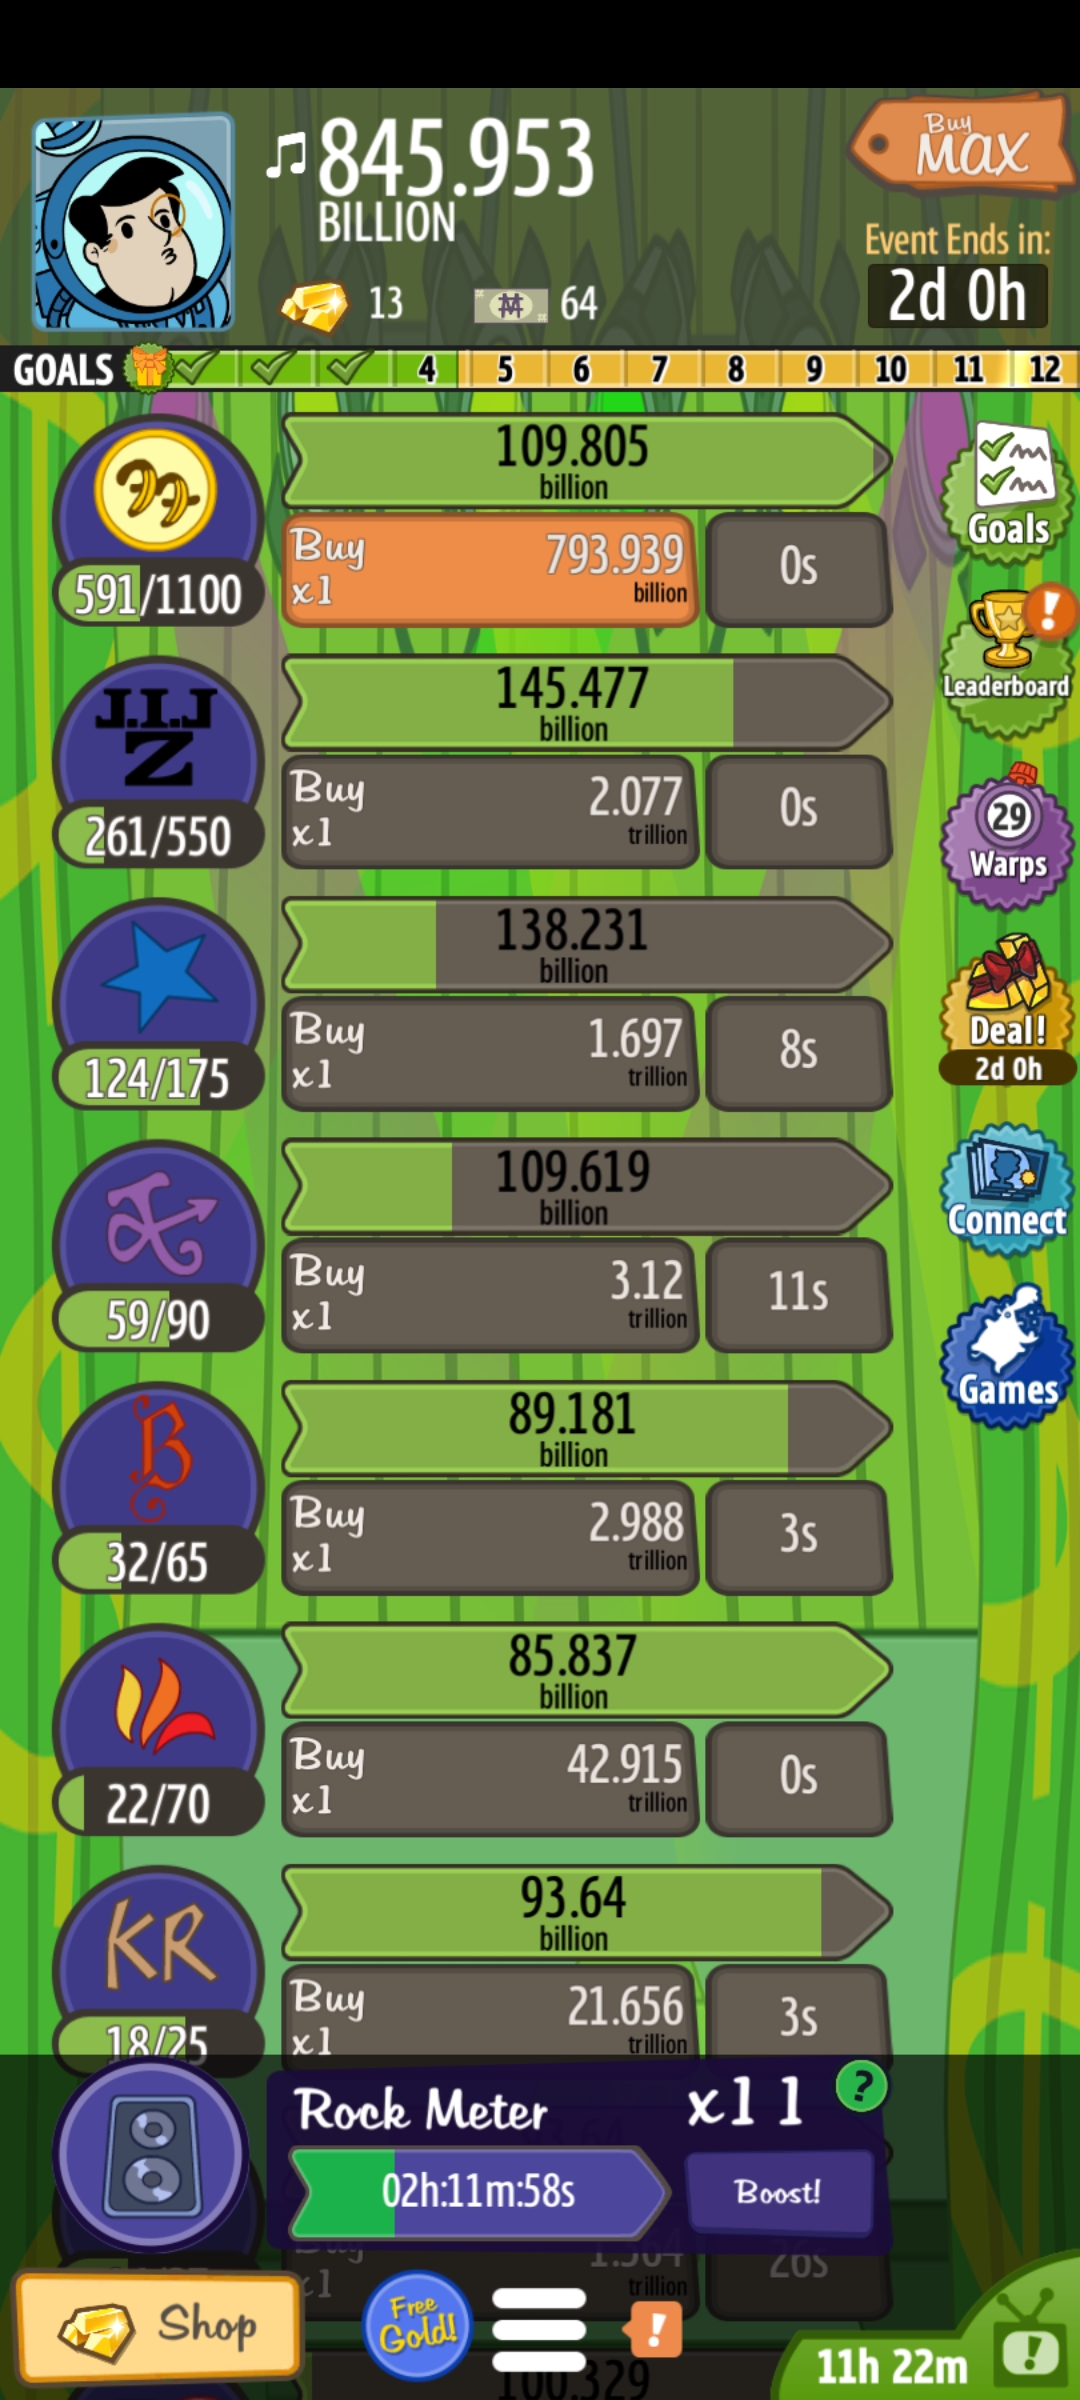 845.953
BILLION
Buy
MAX
Event Ends in:
2d 0h
13
64
GOALS 4 5 6 7 8 9 10 11 12
109.805
billion
Buy
x1
793.939
billion
0s
591/1100
Goals
J.I.J
Z
145.477
billion
Buy
x1
2.077
trillion
0s
261/550
Leaderboard
29
Warps
138.231
billion
Buy
x1
1.697
trillion
8s
124/175
Deal!
2d 0h
109.619
billion
Buy
x1
3.12
trillion
11s
59/90
Connect
B
89.181
billion
Buy
x1
2.988
trillion
3s
32/65
Games
85.837
billion
Buy
x1
42.915
trillion
0s
22/70
KR
93.64
billion
Buy
x1
21.656
trillion
3s
18/25
Rock Meter
x11
?
02h:11m:58s
Boost!
Buy
x1
trillion
26s
Shop
Free
Gold!
!
11h 22m
100.329